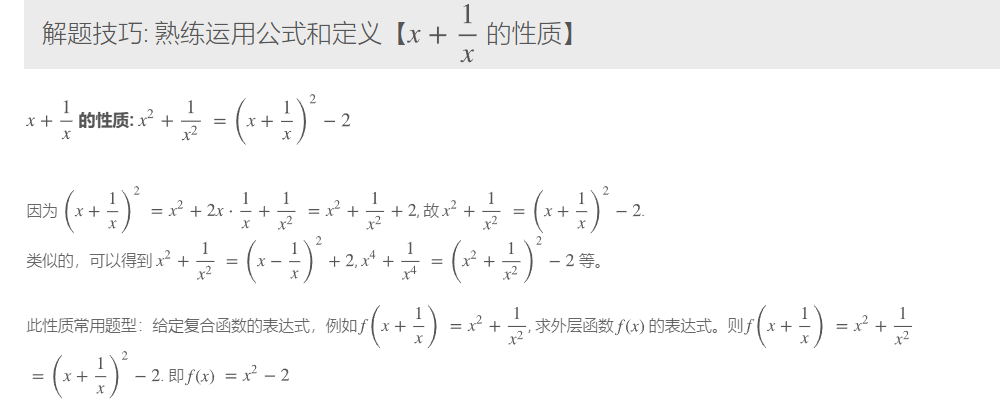 解题技巧: 熟练运用公式和定义【$x + \frac{1}{x}$ 的性质】
$x + \frac{1}{x}$ 的性质: $x^2 + \frac{1}{x^2} = \left(x + \frac{1}{x}\right)^2 - 2$
因为 $\left(x + \frac{1}{x}\right)^2 = x^2 + 2x \cdot \frac{1}{x} + \frac{1}{x^2} = x^2 + \frac{1}{x^2} + 2$, 故 $x^2 + \frac{1}{x^2} = \left(x + \frac{1}{x}\right)^2 - 2$.
类似的，可以得到 $x^2 + \frac{1}{x^2} = \left(x - \frac{1}{x}\right)^2 + 2, x^4 + \frac{1}{x^4} = \left(x^2 + \frac{1}{x^2}\right)^2 - 2$ 等。
此性质常用题型：给定复合函数的表达式，例如 $f\left(x + \frac{1}{x}\right) = x^2 + \frac{1}{x^2}$, 求外层函数 $f(x)$ 的表达式。则 $f\left(x + \frac{1}{x}\right) = x^2 + \frac{1}{x^2}$
$= \left(x + \frac{1}{x}\right)^2 - 2$. 即 $f(x) = x^2 - 2$